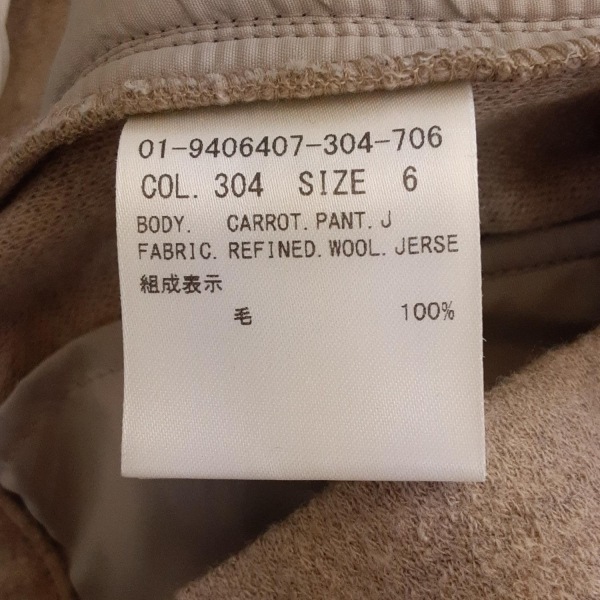 01-9406407-304-706
COL. 304 SIZE 6
BODY. CARROT.PANT.J
FABRIC.REFINED.WOOL.JERSE
組成表示
毛 100%